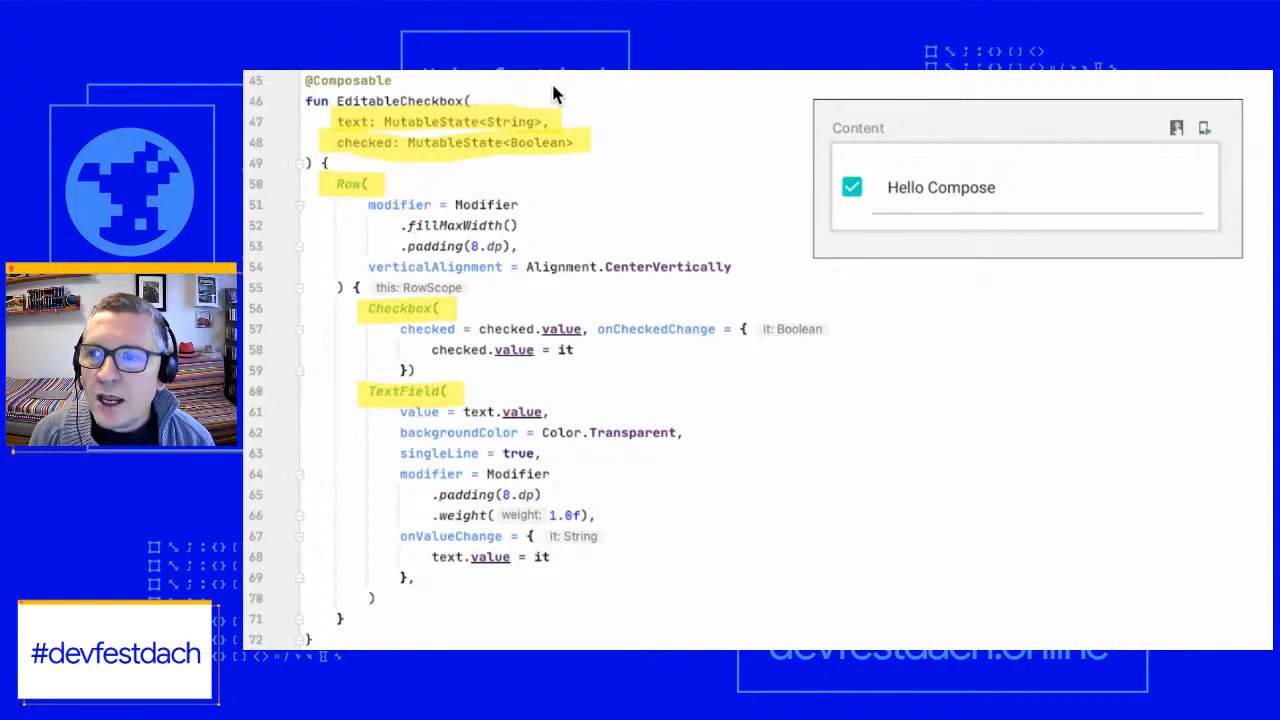 45 @Composable
46 fun EditableCheckbox(
47 text: MutableState<String>,
48 checked: MutableState<Boolean>
49 ) {
50 Row(
51 modifier = Modifier
52 .fillMaxWidth()
53 .padding(8.dp),
54 verticalAlignment = Alignment.CenterVertically
55 ) { this: RowScope
56 Checkbox(
57 checked = checked.value, onCheckedChange = { it: Boolean
58 checked.value = it
59 })
60 TextField(
61 value = text.value,
62 backgroundColor = Color.Transparent,
63 singleLine = true,
64 modifier = Modifier
65 .padding(8.dp)
66 .weight( weight: 1.0f),
67 onValueChange = { it: String
68 text.value = it
69 },
70 )
71 }
72 }
Content
Hello Compose
#devfestdach
devfestdach.online